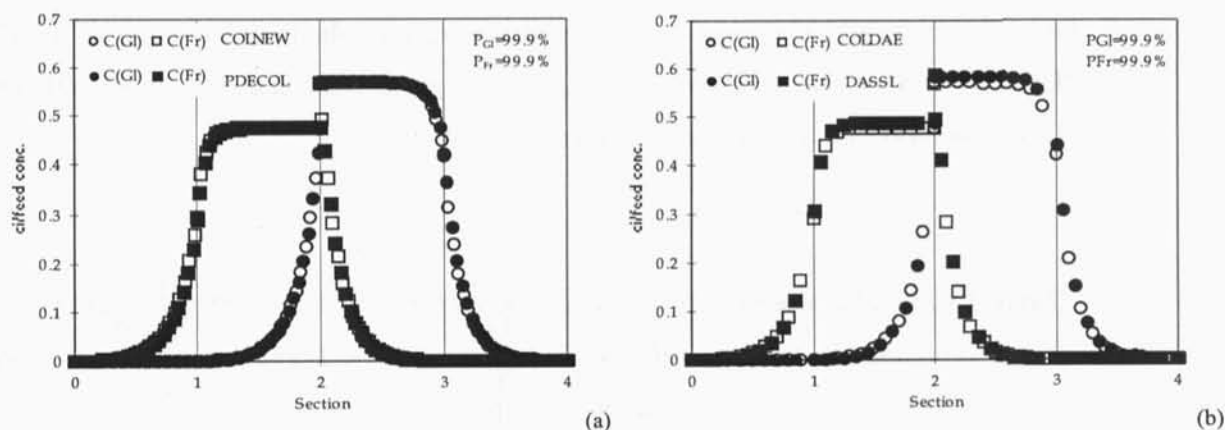 0.7
0.6
0.5
0.4
0.3
0.2
0.1
0
ci/feed conc.
C(Gl) C(Fr) COLNEW
C(Gl) C(Fr) PDECOL
P_Gl=99.9%
P_Fr=99.9%
0 1 2 3 4
Section
(a)
0.7
0.6
0.5
0.4
0.3
0.2
0.1
0
ci/feed conc.
C(Gl) C(Fr) COLDAE
C(Gl) C(Fr) DASSL
PGl=99.9%
PFr=99.9%
0 1 2 3 4
Section
(b)